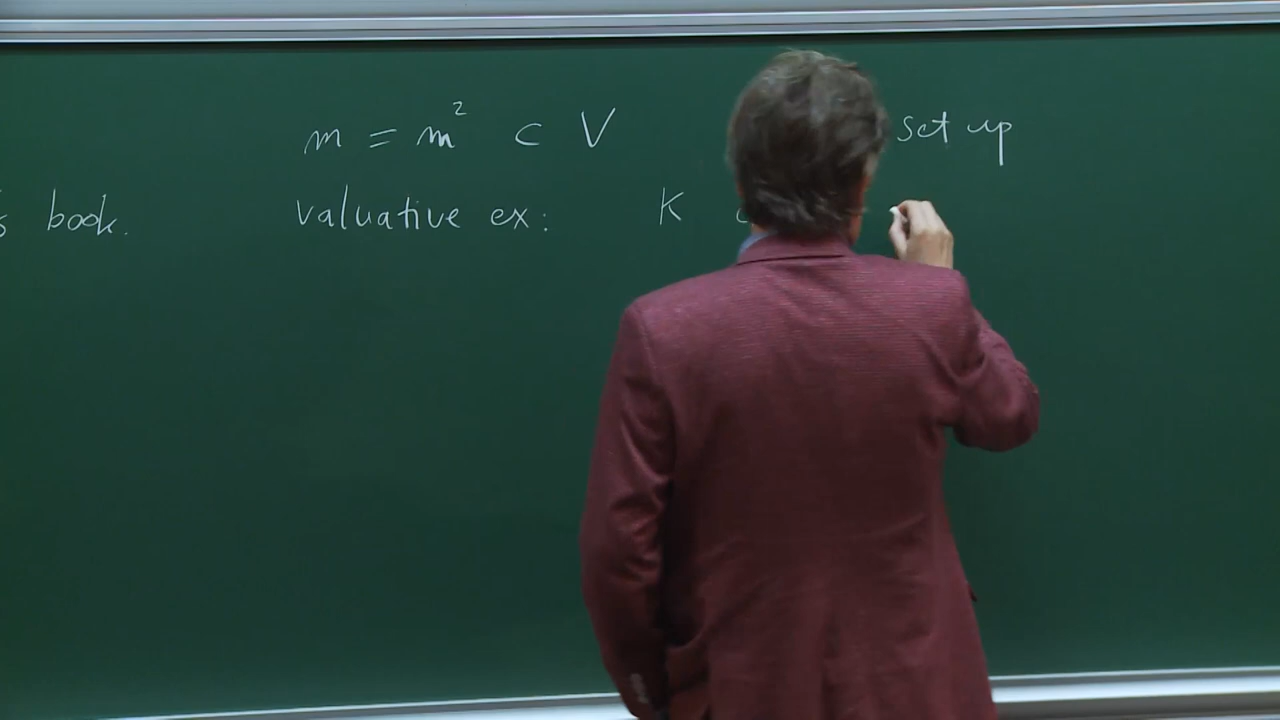 m = m² ⊂ V set up
book. valuative ex: K